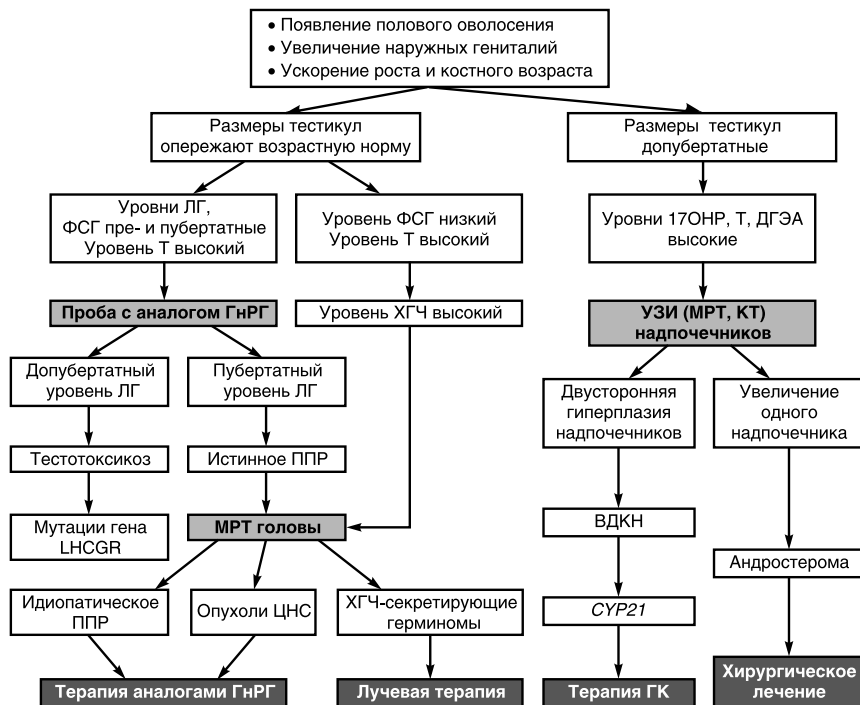 • Появление полового оволосения
• Увеличение наружных гениталий
• Ускорение роста и костного возраста
Размеры тестикул
опережают возрастную норму
Размеры тестикул
допубертатные
Уровни ЛГ,
ФСГ пре- и пубертатные
Уровень Т высокий
Уровень ФСГ низкий
Уровень Т высокий
Уровни 17ОНР, Т, ДГЭА
высокие
Проба с аналогом ГнРГ
Уровень ХГЧ высокий
УЗИ (МРТ, КТ)
надпочечников
Допубертатный
уровень ЛГ
Пубертатный
уровень ЛГ
Двусторонняя
гиперплазия
надпочечников
Увеличение
одного
надпочечника
Тестотоксикоз
Истинное ППР
Мутации гена
LHCGR
МРТ головы
ВДКН
Андростерома
Идиопатическое
ППР
Опухоли ЦНС
ХГЧ-секретирующие
герминомы
CYP21
Терапия аналогами ГнРГ
Лучевая терапия
Терапия ГК
Хирургическое
лечение